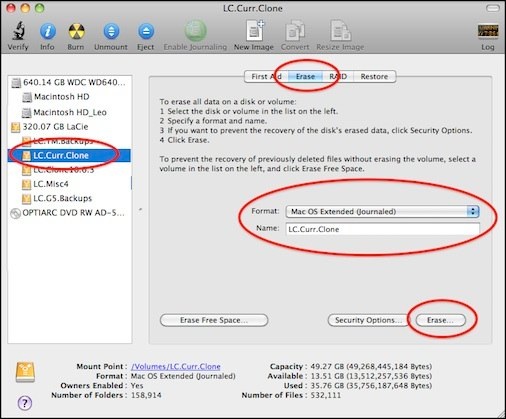 LC.Curr.Clone
Verify Info Burn Unmount Eject Enable Journaling New Image Convert Resize Image Log
First Aid Erase RAID Restore
640.14 GB WDC WD640...
Macintosh HD
Macintosh HD_Leo
320.07 GB LaCie
LC.TM.Backups
LC.Curr.Clone
LC.Clone10.6.3
LC.Misc4
LC.G5.Backups
OPTIARC DVD RW AD-5...
To erase all data on a disk or volume:
1 Select the disk or volume in the list on the left.
2 Specify a format and name.
3 If you want to prevent the recovery of the disk's erased data, click Security Options.
4 Click Erase.
To prevent the recovery of previously deleted files without erasing the volume, select a
volume in the list on the left, and click Erase Free Space.
Format: Mac OS Extended (Journaled)
Name: LC.Curr.Clone
Erase Free Space... Security Options... Erase...
Mount Point : /Volumes/LC.Curr.Clone
Format : Mac OS Extended (Journaled)
Owners Enabled : Yes
Number of Folders : 158,914
Capacity : 49.27 GB (49,268,445,184 Bytes)
Available : 13.51 GB (13,512,257,536 Bytes)
Used : 35.76 GB (35,756,187,648 Bytes)
Number of Files : 532,111
?